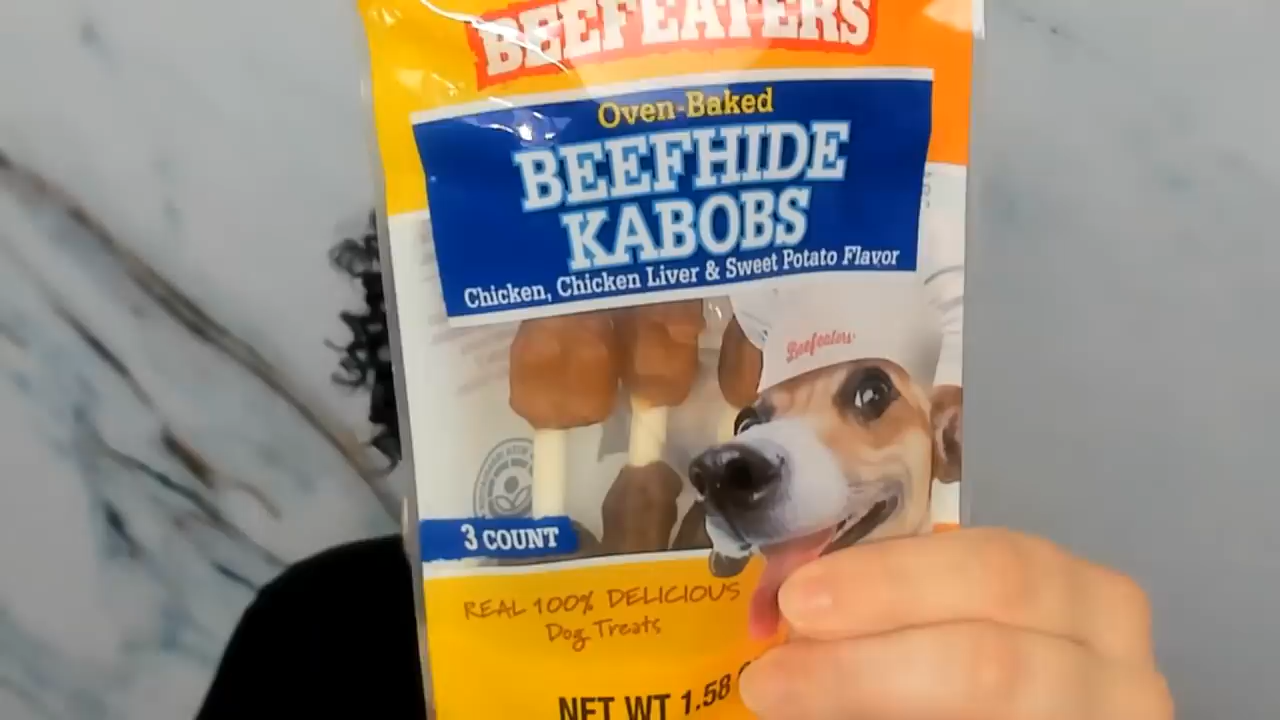 BEEFEATERS
Oven-Baked
BEEFHIDE
KABOBS
Chicken, Chicken Liver & Sweet Potato Flavor
Beefeaters
3 COUNT
REAL 100% DELICIOUS
Dog Treats
NET WT 1.58